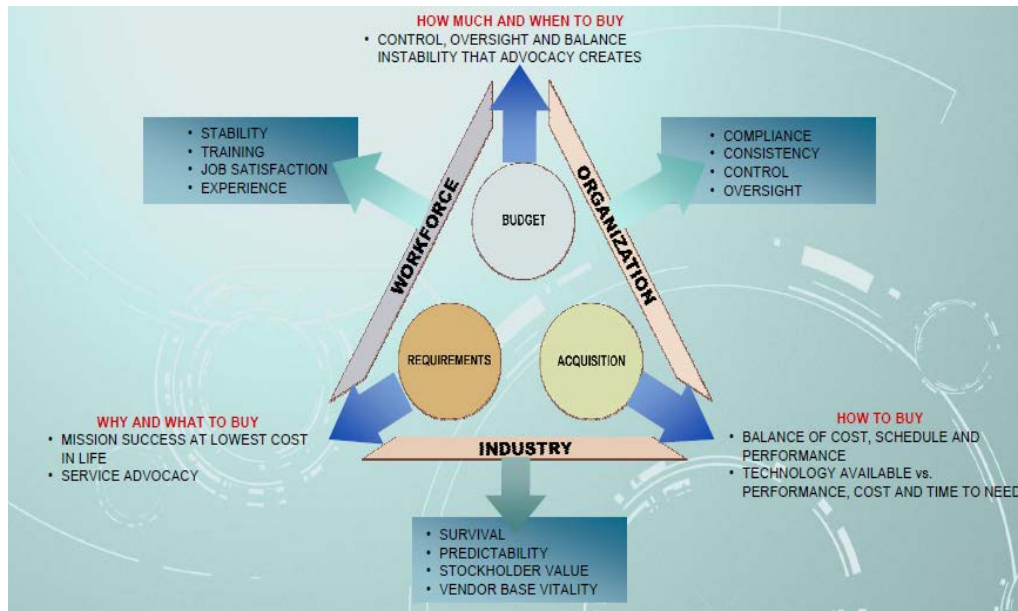 HOW MUCH AND WHEN TO BUY
• CONTROL, OVERSIGHT AND BALANCE
INSTABILITY THAT ADVOCACY CREATES
• STABILITY
• TRAINING
• JOB SATISFACTION
• EXPERIENCE
• COMPLIANCE
• CONSISTENCY
• CONTROL
• OVERSIGHT
WORKFORCE
ORGANIZATION
BUDGET
REQUIREMENTS
ACQUISITION
WHY AND WHAT TO BUY
• MISSION SUCCESS AT LOWEST COST
IN LIFE
• SERVICE ADVOCACY
INDUSTRY
HOW TO BUY
• BALANCE OF COST, SCHEDULE AND
PERFORMANCE
• TECHNOLOGY AVAILABLE vs.
PERFORMANCE, COST AND TIME TO NEED
• SURVIVAL
• PREDICTABILITY
• STOCKHOLDER VALUE
• VENDOR BASE VITALITY